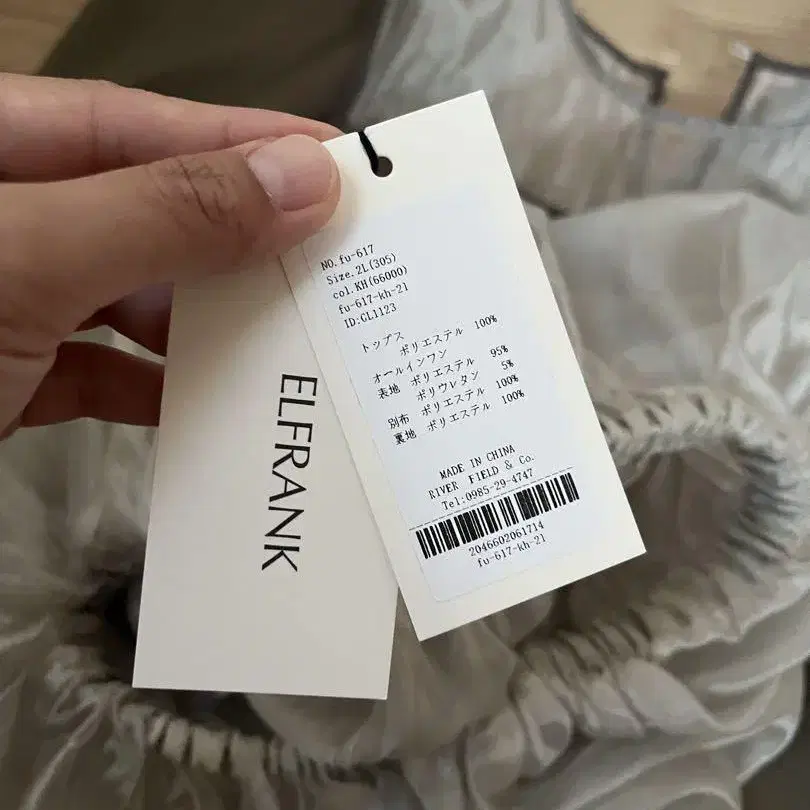 ELFRANK
NO.fu-617
Size.2L(305)
col.KH(66000)
fu-617-kh-2l
ID:GL1123
トップス
ポリエステル 100%
オールインワン
表地 ポリエステル 95%
ポリウレタン 5%
別布 ポリエステル 100%
裏地 ポリエステル 100%
MADE IN CHINA
RIVER FIELD & Co.
Tel:0985-29-4747
2046602061714
fu-617-kh-2l